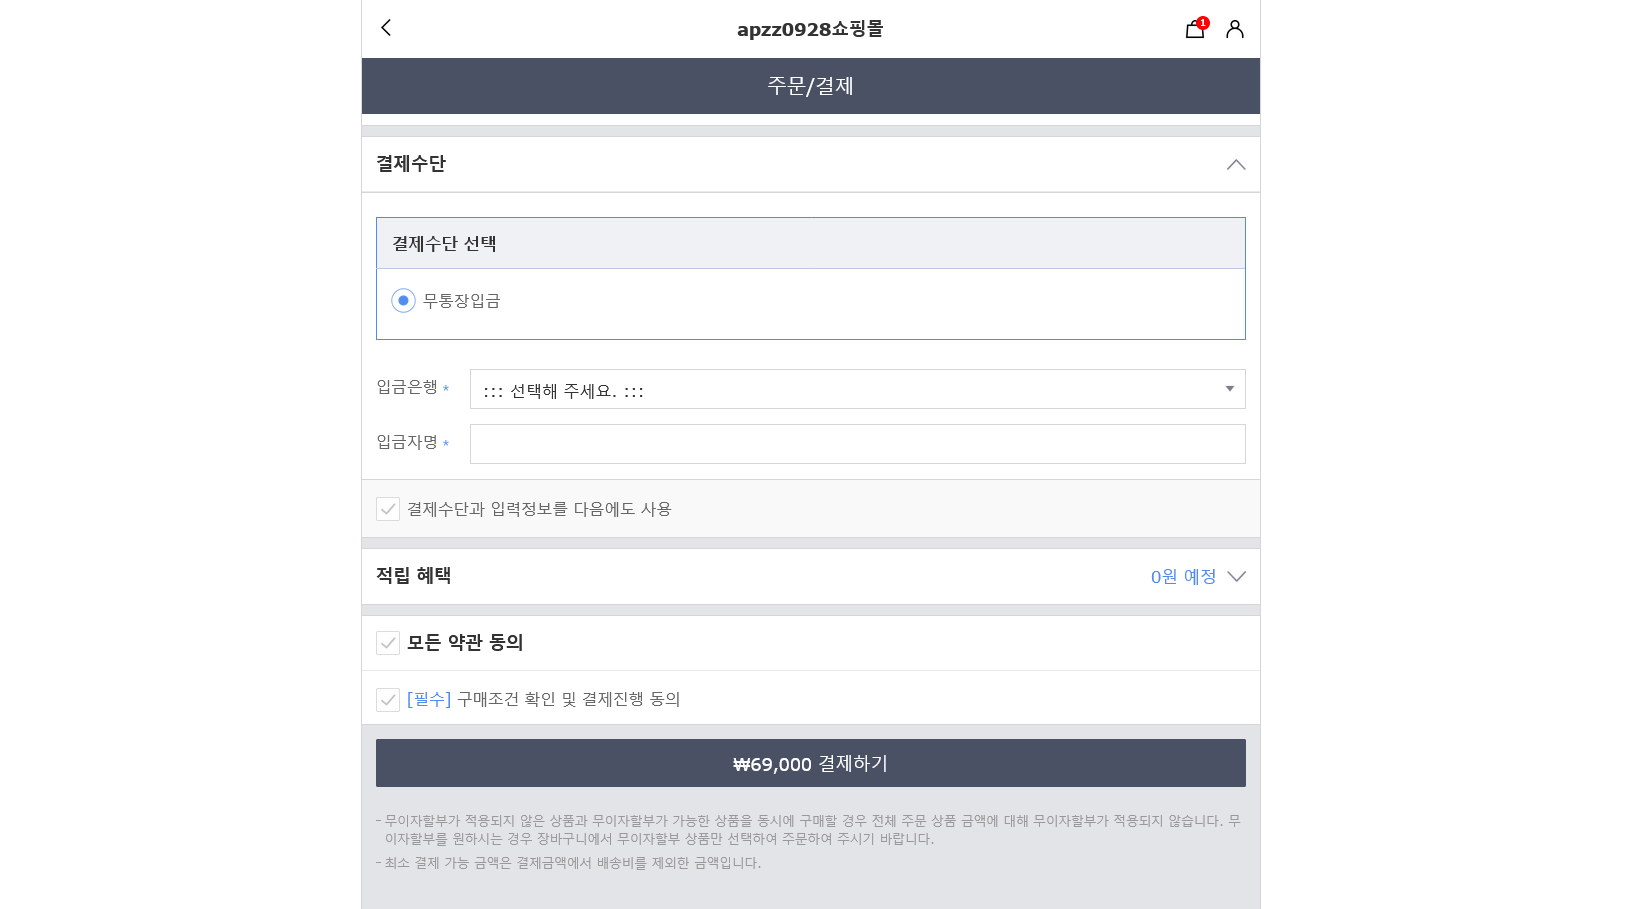 apzz0928쇼핑몰
1
주문/결제
결제수단
결제수단 선택
무통장입금
입금은행 *
::: 선택해 주세요. :::
입금자명 *
결제수단과 입력정보를 다음에도 사용
적립 혜택
0원 예정
모든 약관 동의
[필수] 구매조건 확인 및 결제진행 동의
₩69,000 결제하기
- 무이자할부가 적용되지 않은 상품과 무이자할부가 가능한 상품을 동시에 구매할 경우 전체 주문 상품 금액에 대해 무이자할부가 적용되지 않습니다. 무
이자할부를 원하시는 경우 장바구니에서 무이자할부 상품만 선택하여 주문하여 주시기 바랍니다.
- 최소 결제 가능 금액은 결제금액에서 배송비를 제외한 금액입니다.